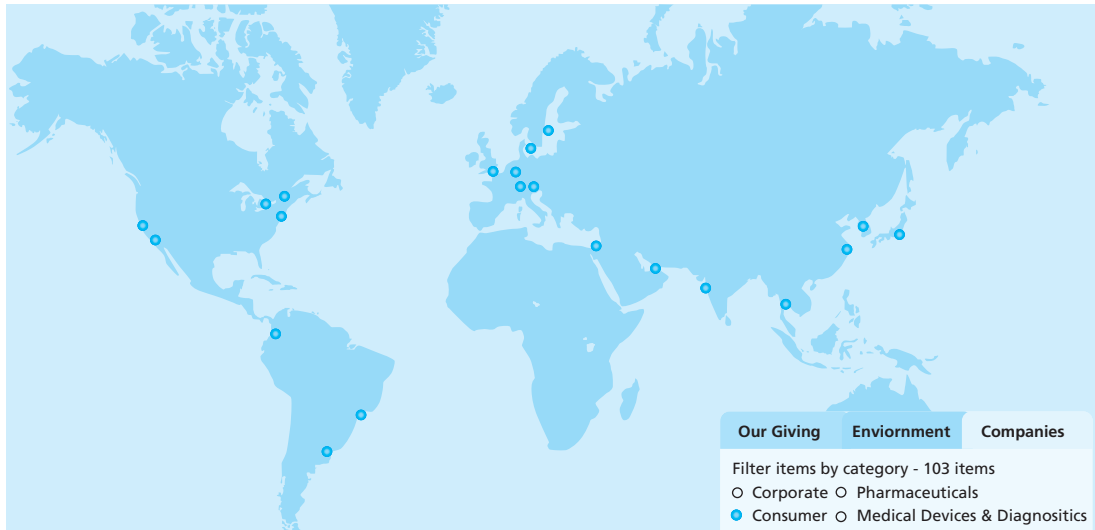 Our Giving Enviornment Companies
Filter items by category - 103 items
Corporate Pharmaceuticals
Consumer Medical Devices & Diagnositics